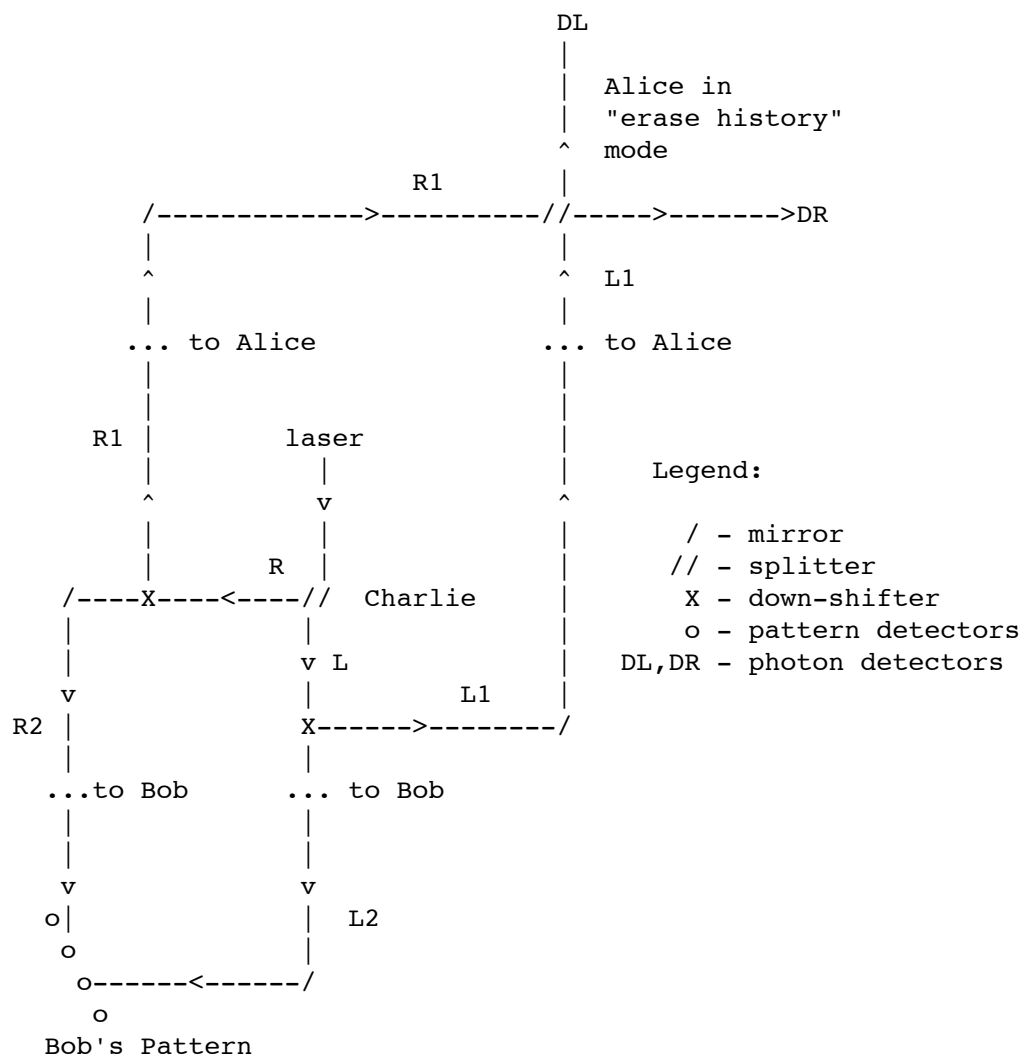 DL
                                       |
                                       |  Alice in
                                       |  "erase history"
                                       ^  mode
                            R1         |
         /-------------->----------//----->------->DR
         |                             |
         ^                             ^  L1
         |                             |
        ... to Alice                  ... to Alice
         |                             |
         |                             |
     R1  |         laser               |
         |           |                 |     Legend:
         ^           v                 ^
         |           |                 |       / - mirror
         |       R   |                 |      // - splitter
    /----X----<----//  Charlie         |       X - down-shifter
    |              |                   |       o - pattern detectors
    |              v L                 |   DL,DR - photon detectors
    v              |          L1       |
 R2 |              X------>--------/
    |              |
   ...to Bob      ... to Bob
    |              |
    |              |
    v              v
   o|              |  L2
    o              |
     o------<------/
      o
   Bob's Pattern